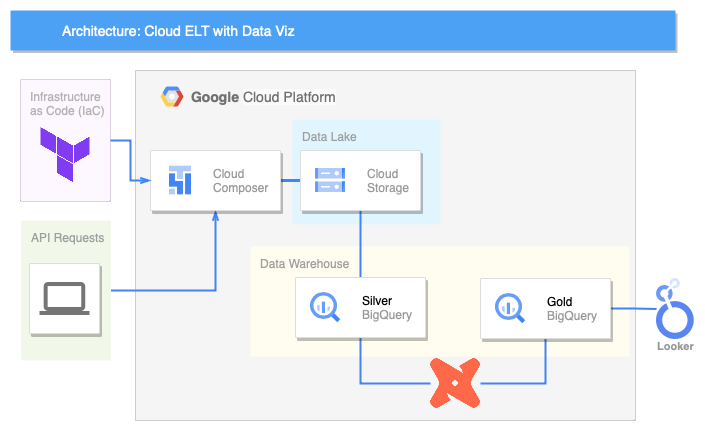 Architecture: Cloud ELT with Data Viz
Infrastructure
as Code (IaC)
Google Cloud Platform
Data Lake
Cloud
Composer
Cloud
Storage
API Requests
Data Warehouse
Silver
BigQuery
Gold
BigQuery
Looker